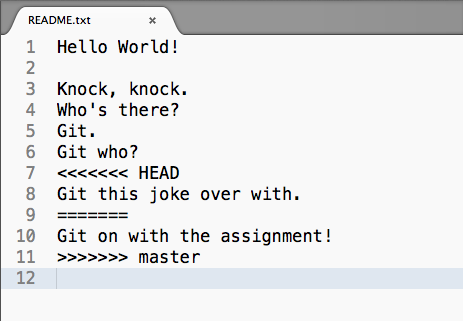 README.txt ×
1 Hello World!
2
3 Knock, knock.
4 Who's there?
5 Git.
6 Git who?
7 <<<<<<< HEAD
8 Git this joke over with.
9 =======
10 Git on with the assignment!
11 >>>>>>> master
12